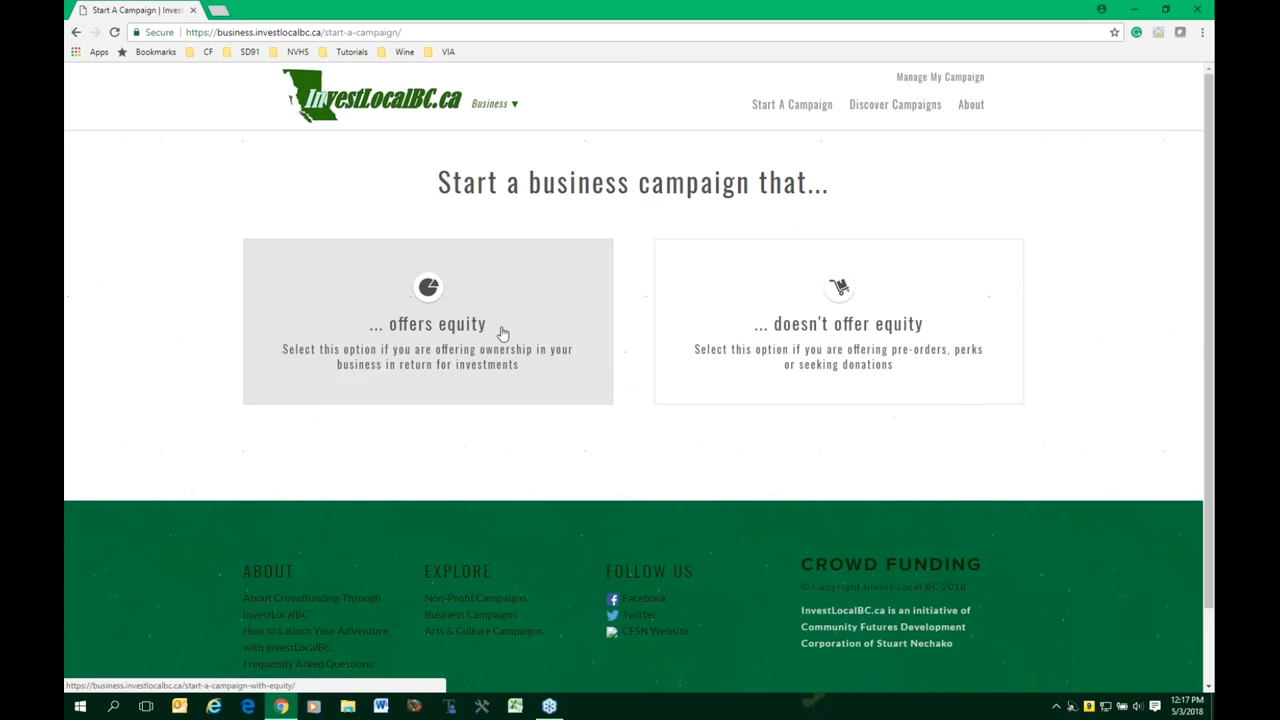 Start A Campaign | Invest
Secure
https://business.investlocalbc.ca/start-a-campaign/
Apps
Bookmarks
CF
SD91
NVHS
Tutorials
Wine
VIA
Manage My Campaign
InvestLocalBC.ca
Business ▼
Start A Campaign
Discover Campaigns
About
Start a business campaign that...
... offers equity
Select this option if you are offering ownership in your
business in return for investments
... doesn't offer equity
Select this option if you are offering pre-orders, perks
or seeking donations
ABOUT
About Crowdfunding Through
InvestLocalBC
How to Launch Your AdVenture
with InvestLocalBC
Frequently Asked Questions
EXPLORE
Non-Profit Campaigns
Business Campaigns
Arts & Culture Campaigns
FOLLOW US
Facebook
Twitter
CFSN Website
CROWD FUNDING
© Copyright Invest Local BC 2018
InvestLocalBC.ca is an initiative of
Community Futures Development
Corporation of Stuart Nechako
https://business.investlocalbc.ca/start-a-campaign-with-equity/
12:17 PM
5/3/2018